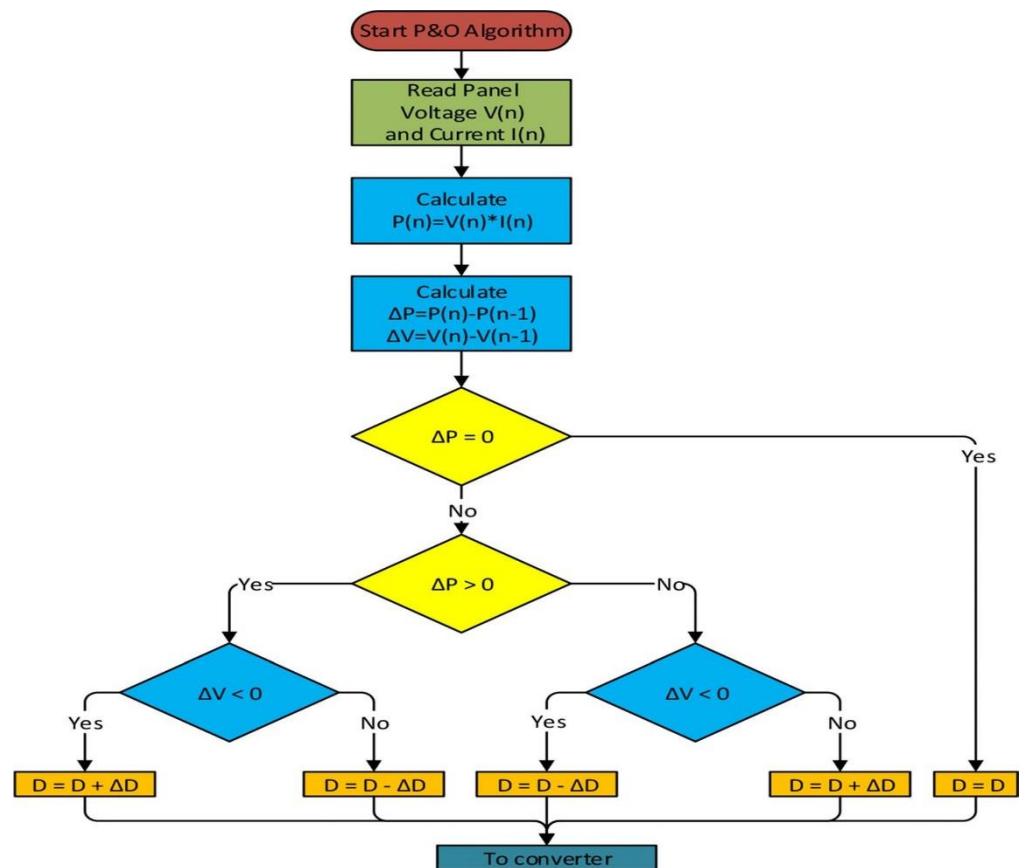 Start P&O Algorithm
Read Panel
Voltage V(n)
and Current I(n)
Calculate
P(n)=V(n)*I(n)
Calculate
ΔP=P(n)-P(n-1)
ΔV=V(n)-V(n-1)
ΔP = 0
Yes
No
ΔP > 0
Yes
No
ΔV < 0
ΔV < 0
Yes
No
Yes
No
D = D + ΔD
D = D - ΔD
D = D - ΔD
D = D + ΔD
D = D
To converter